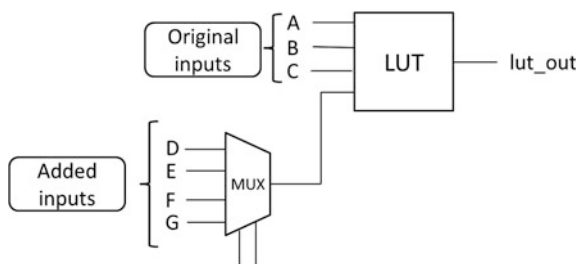 Original
inputs
A
B
C
LUT
lut_out
Added
inputs
D
E
F
G
MUX